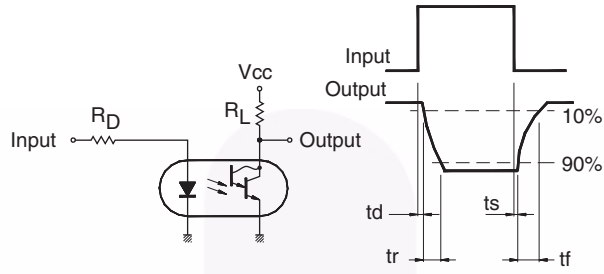 Input
RD
Vcc
RL
Output
Input
Output
10%
90%
td
ts
tr
tf